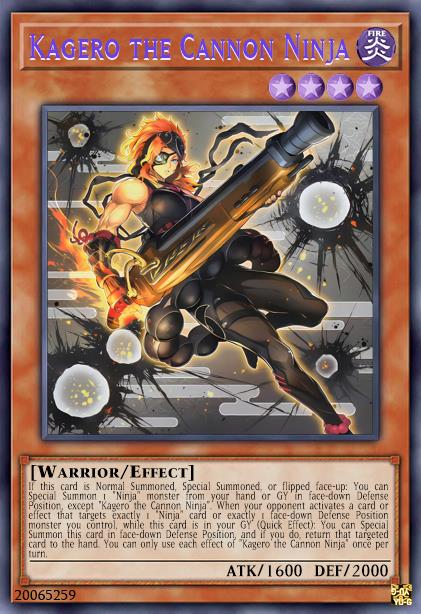 KAGERO THE CANNON NINJA
FIRE
炎
[WARRIOR/EFFECT]
If this card is Normal Summoned, Special Summoned, or flipped face-up: You can
Special Summon 1 "Ninja" monster from your hand or GY in face-down Defense
Position, except "Kagero the Cannon Ninja". When your opponent activates a card or
effect that targets exactly 1 "Ninja" card or exactly 1 face-down Defense Position
monster you control, while this card is in your GY (Quick Effect): You can Special
Summon this card in face-down Defense Position, and if you do, return that targeted
card to the hand. You can only use each effect of "Kagero the Cannon Ninja" once per
turn.
ATK/1600 DEF/2000
20065259